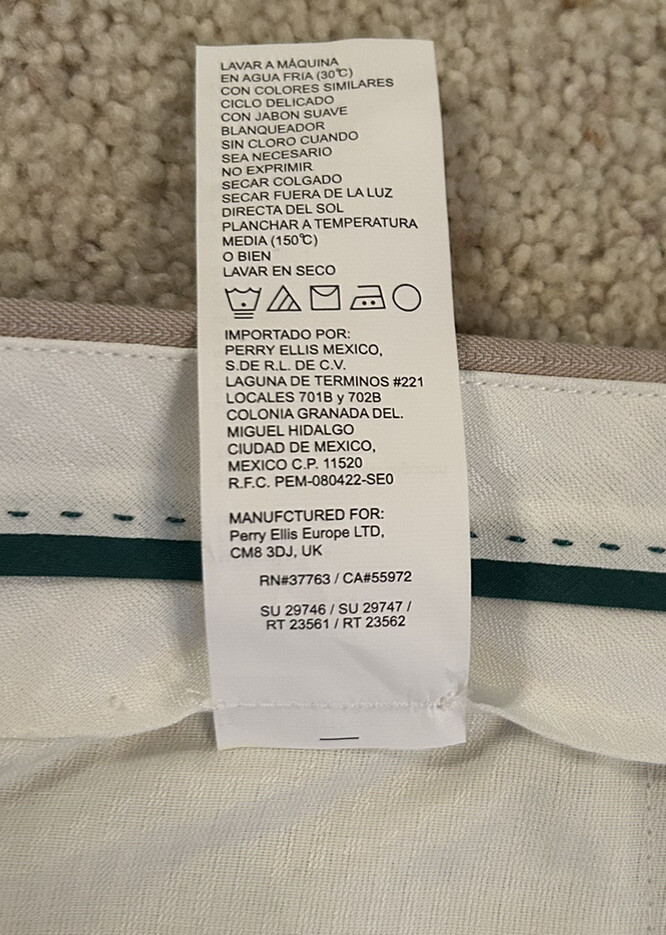 LAVAR A MÁQUINA
EN AGUA FRIA (30°C)
CON COLORES SIMILARES
CICLO DELICADO
CON JABON SUAVE
BLANQUEADOR
SIN CLORO CUANDO
SEA NECESARIO
NO EXPRIMIR
SECAR COLGADO
SECAR FUERA DE LA LUZ
DIRECTA DEL SOL
PLANCHAR A TEMPERATURA
MEDIA (150°C)
O BIEN
LAVAR EN SECO
IMPORTADO POR:
PERRY ELLIS MEXICO,
S.DE R.L. DE C.V.
LAGUNA DE TERMINOS #221
LOCALES 701B y 702B
COLONIA GRANADA DEL.
MIGUEL HIDALGO
CIUDAD DE MEXICO,
MEXICO C.P. 11520
R.F.C. PEM-080422-SE0
MANUFCTURED FOR:
Perry Ellis Europe LTD,
CM8 3DJ, UK
RN#37763 / CA#55972
SU 29746 / SU 29747 /
RT 23561 / RT 23562